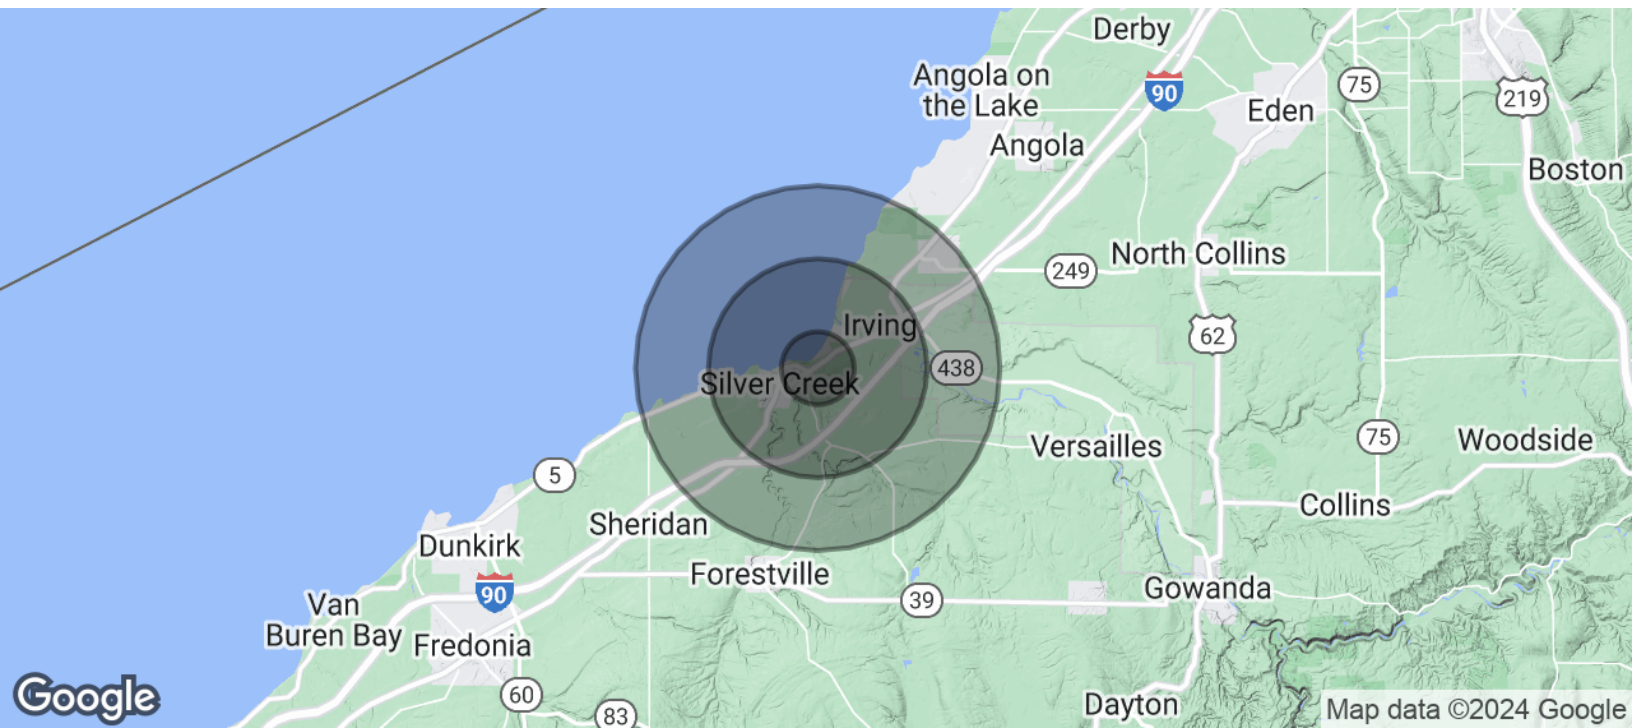 Derby
Angola on
the Lake
90
75
219
Eden
Angola
Boston
North Collins
249
Irving
62
438
Silver Creek
75
Woodside
Versailles
5
Collins
Sheridan
Dunkirk
Forestville
Gowanda
90
39
Van
Buren Bay
Fredonia
60
Dayton
83
Google
Map data ©2024 Google